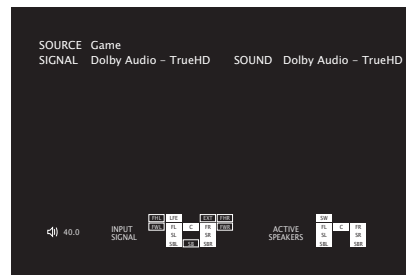 SOURCE Game
SIGNAL Dolby Audio – TrueHD SOUND Dolby Audio – TrueHD
FHL LFE EXT FHR
FWL FL C FR FWR
SL SR
SBL SB SBR
SW
FL C FR
SL SR
SBL SBR
40.0
INPUT SIGNAL
ACTIVE SPEAKERS